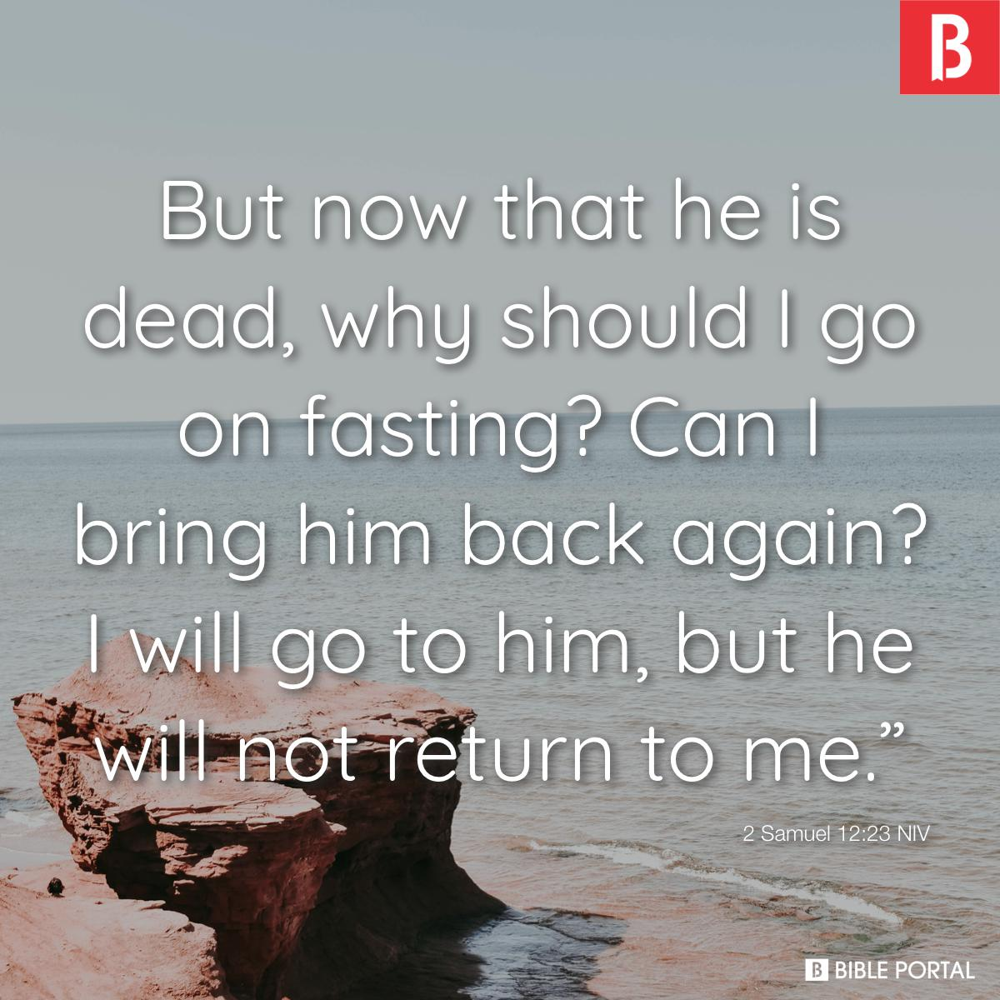 B
But now that he is
dead, why should I go
on fasting? Can I
bring him back again?
I will go to him, but he
will not return to me.”
2 Samuel 12:23 NIV
B BIBLE PORTAL